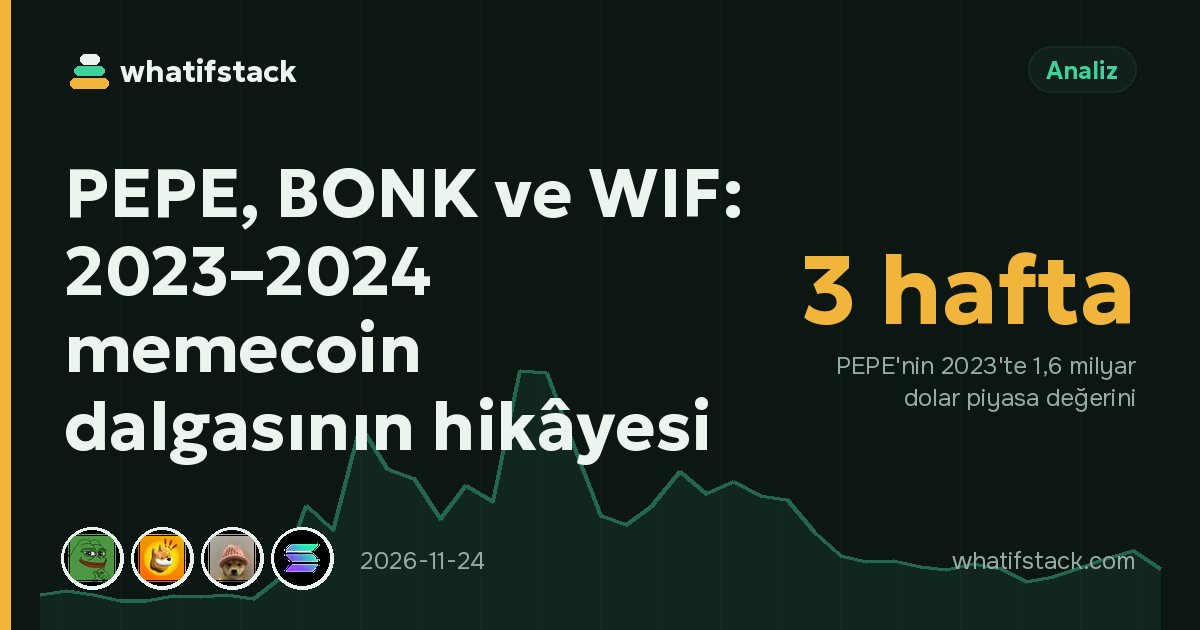 whatifstack
Analiz
PEPE, BONK ve WIF:
2023–2024
memecoin
dalgasının hikâyesi
3 hafta
PEPE'nin 2023'te 1,6 milyar
dolar piyasa değerini
2026-11-24
whatifstack.com